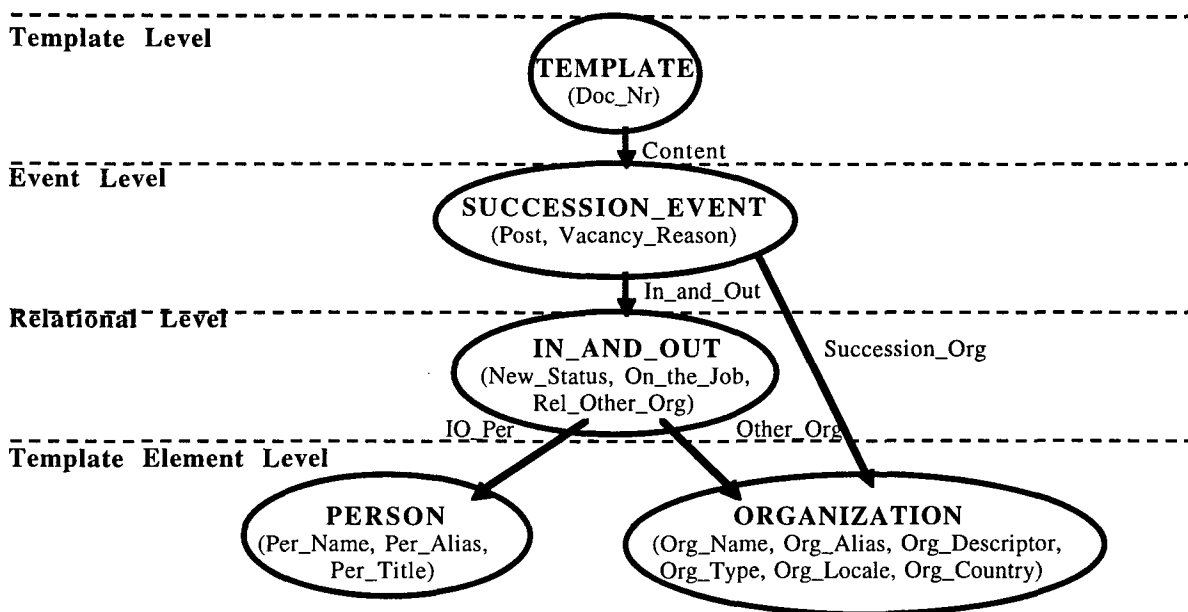 Template Level
TEMPLATE
(Doc_Nr)
Content
Event Level
SUCCESSION_EVENT
(Post, Vacancy_Reason)
In_and_Out
Relational Level
IN_AND_OUT
(New_Status, On_the_Job,
Rel_Other_Org)
Succession_Org
IO_Per
Other_Org
Template Element Level
PERSON
(Per_Name, Per_Alias,
Per_Title)
ORGANIZATION
(Org_Name, Org_Alias, Org_Descriptor,
Org_Type, Org_Locale, Org_Country)